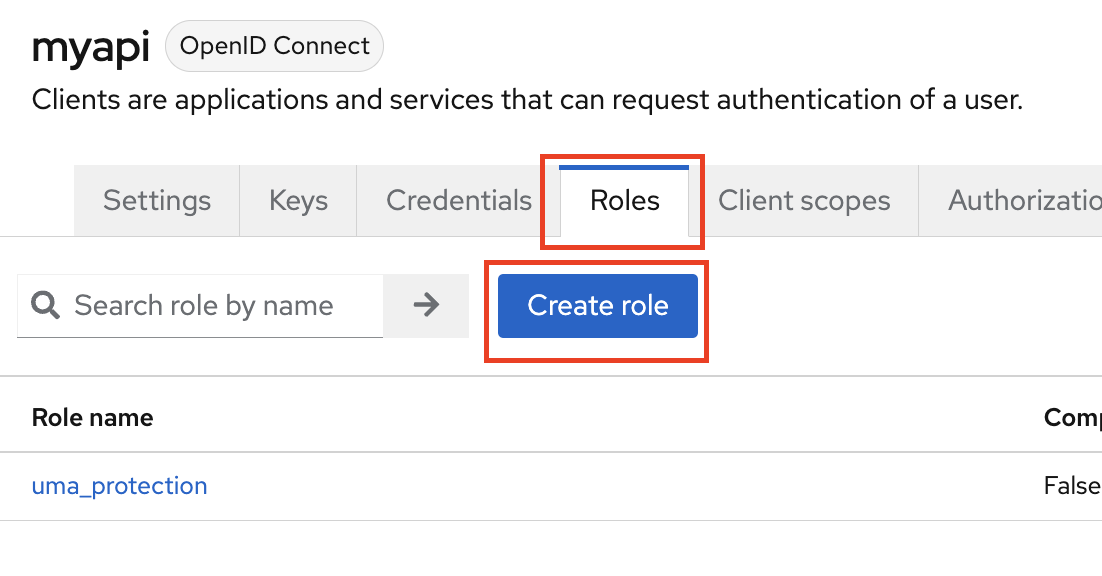 myapi OpenID Connect
Clients are applications and services that can request authentication of a user.
Settings Keys Credentials Roles Client scopes Authorizatio
Search role by name Create role
Role name Comp
uma_protection False